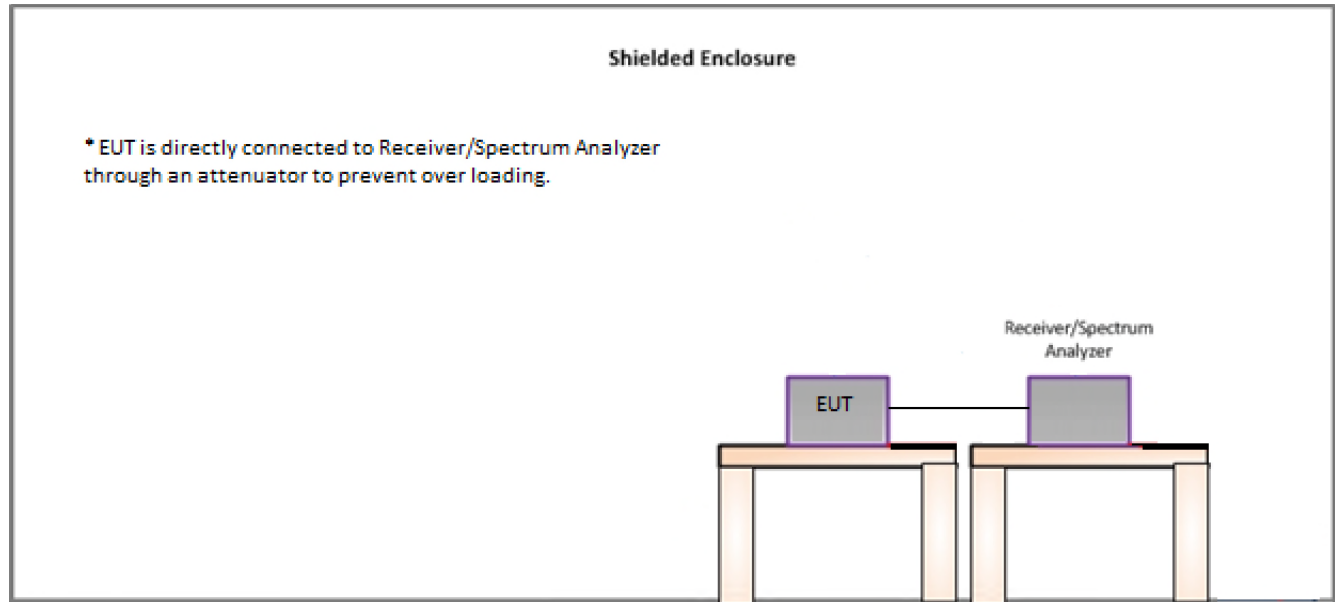 Shielded Enclosure
* EUT is directly connected to Receiver/Spectrum Analyzer
through an attenuator to prevent over loading.
Receiver/Spectrum
Analyzer
EUT